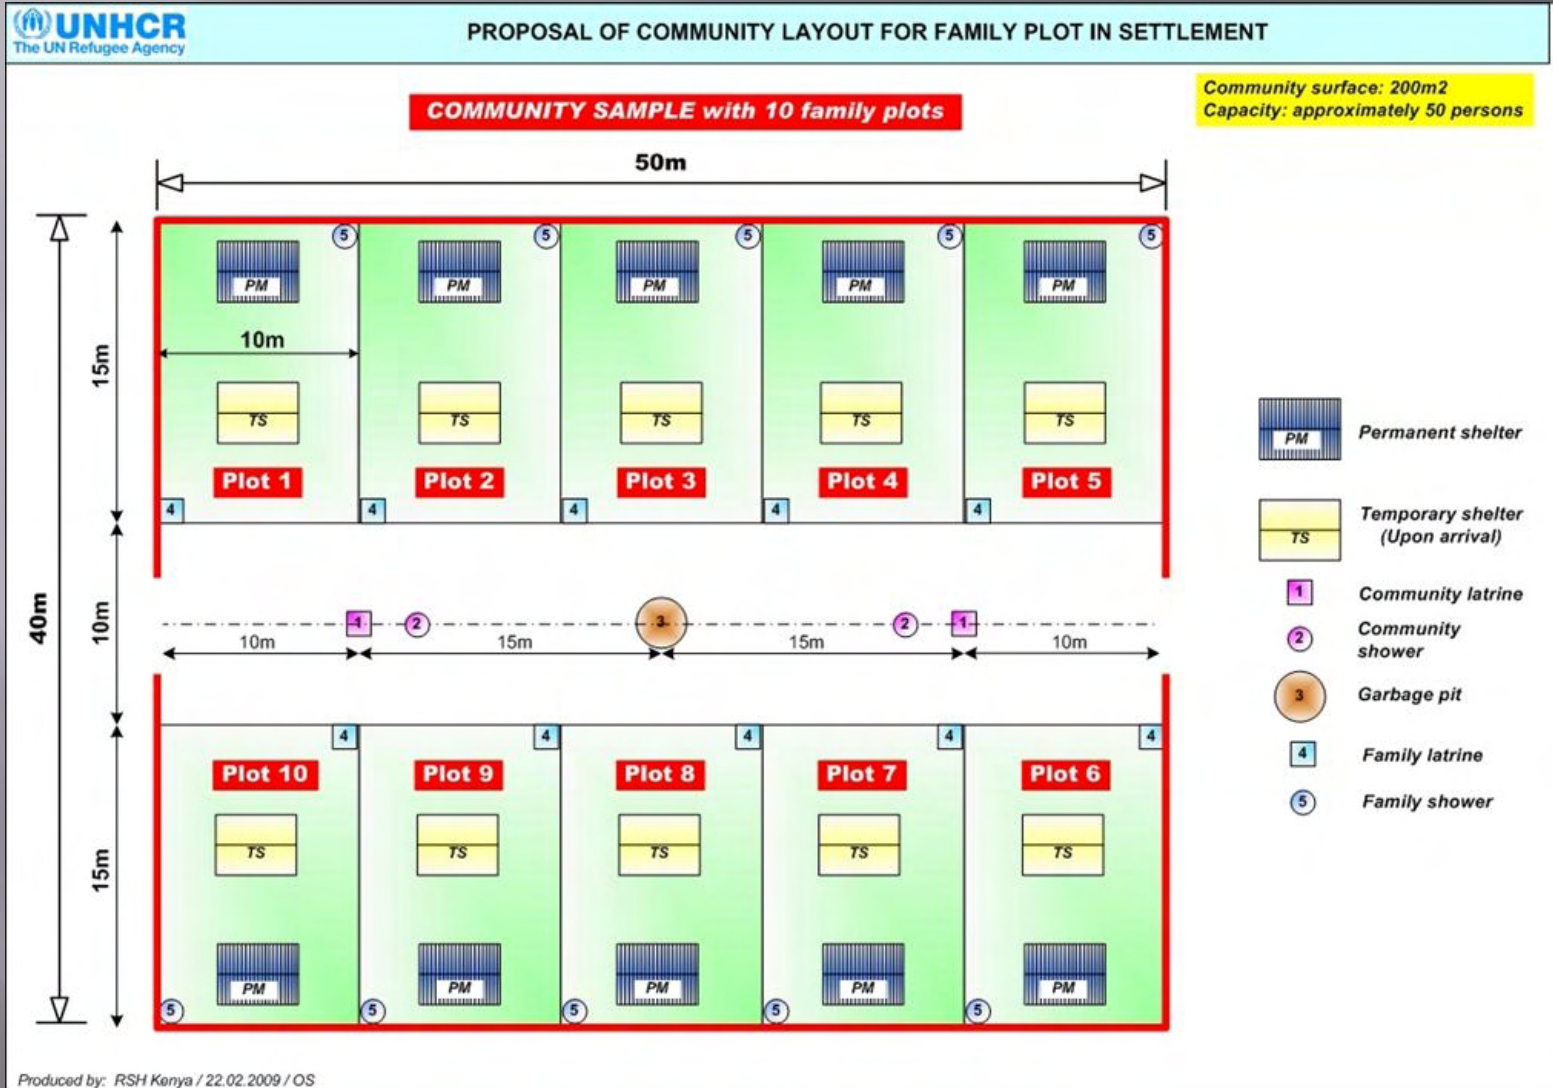 UNHCR
The UN Refugee Agency
PROPOSAL OF COMMUNITY LAYOUT FOR FAMILY PLOT IN SETTLEMENT
COMMUNITY SAMPLE with 10 family plots
Community surface: 200m2
Capacity: approximately 50 persons
50m
40m
15m
10m
15m
5 5 5 5 5
PM PM PM PM PM
10m
TS TS TS TS TS
Plot 1 Plot 2 Plot 3 Plot 4 Plot 5
4 4 4 4 4
1 2 3 2 1
10m 15m 15m 10m
4 4 4 4 4
Plot 10 Plot 9 Plot 8 Plot 7 Plot 6
TS TS TS TS TS
PM PM PM PM PM
5 5 5 5 5
PM Permanent shelter
Temporary shelter
TS (Upon arrival)
1 Community latrine
2 Community
shower
3 Garbage pit
4 Family latrine
5 Family shower
Produced by: RSH Kenya / 22.02.2009 / OS